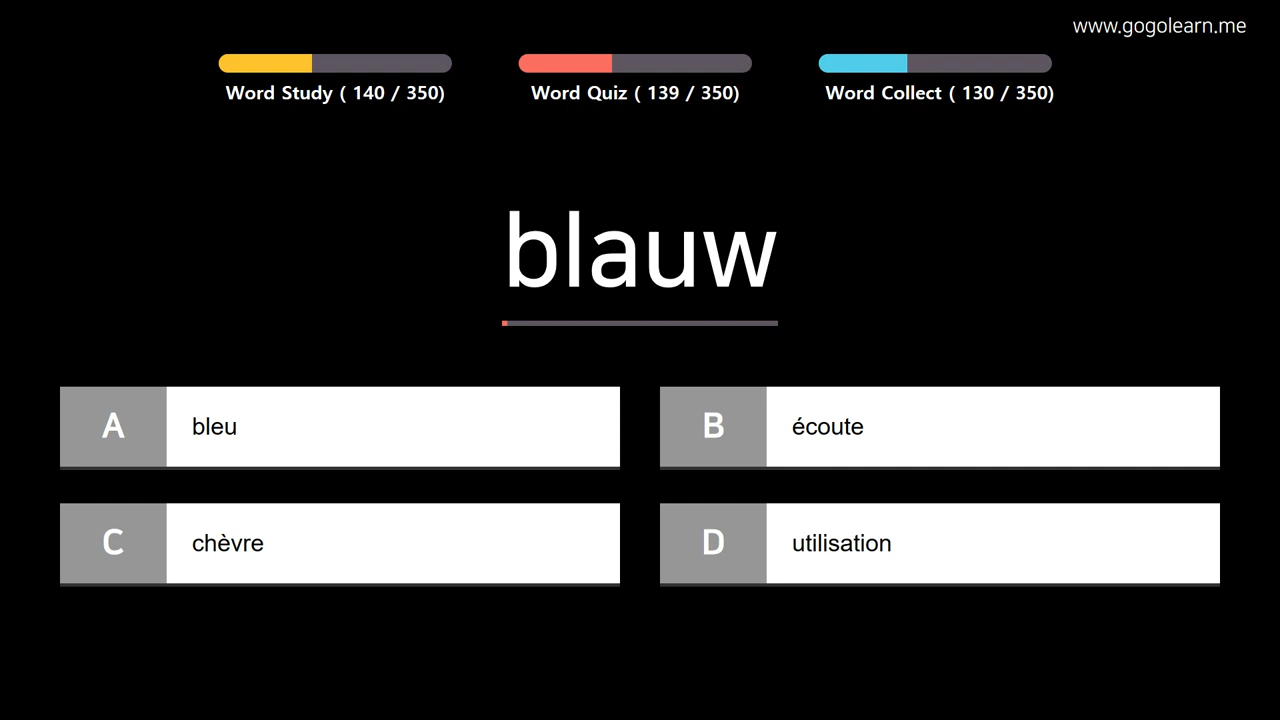 www.gogolearn.me
Word Study ( 140 / 350)
Word Quiz ( 139 / 350)
Word Collect ( 130 / 350)
blauw
A bleu
B écoute
C chèvre
D utilisation